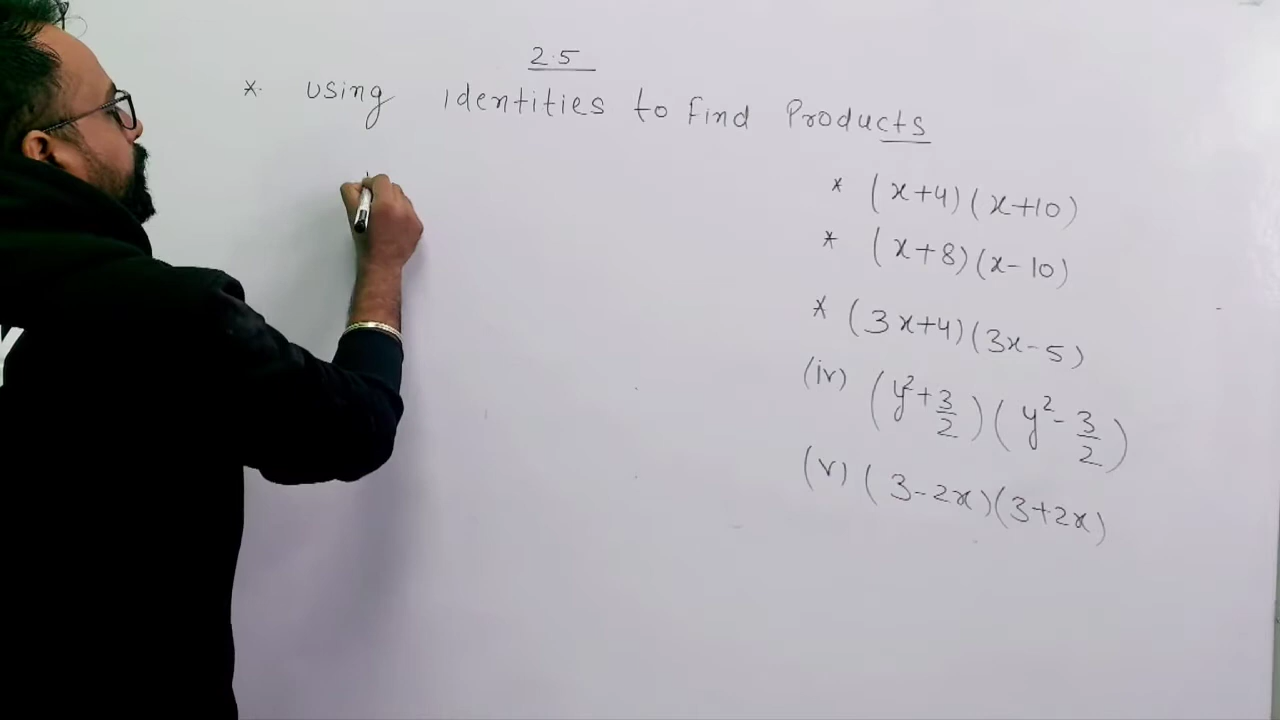 2.5
* using Identities to find Products
* (x+4)(x+10)
* (x+8)(x-10)
* (3x+4)(3x-5)
(iv) (y²+3/2)(y²-3/2)
(v) (3-2x)(3+2x)